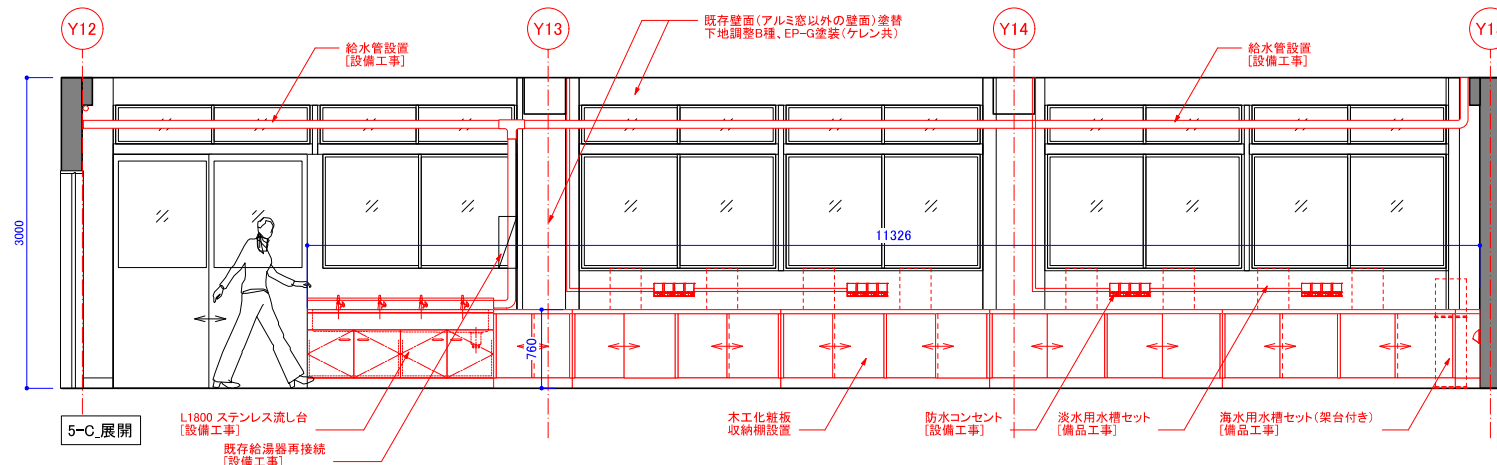 Y12
Y13
Y14
既存壁面(アルミ窓以外の壁面)塗替
下地調整B種、EP-G塗装(ケレン共)
給水管設置
[設備工事]
給水管設置
[設備工事]
3000
11326
760
5-C_展開
L1800 ステンレス流し台
[設備工事]
既存給湯器再接続
[設備工事]
木工化粧板
収納棚設置
防水コンセント
[設備工事]
淡水用水槽セット
[備品工事]
海水用水槽セット(架台付き)
[備品工事]